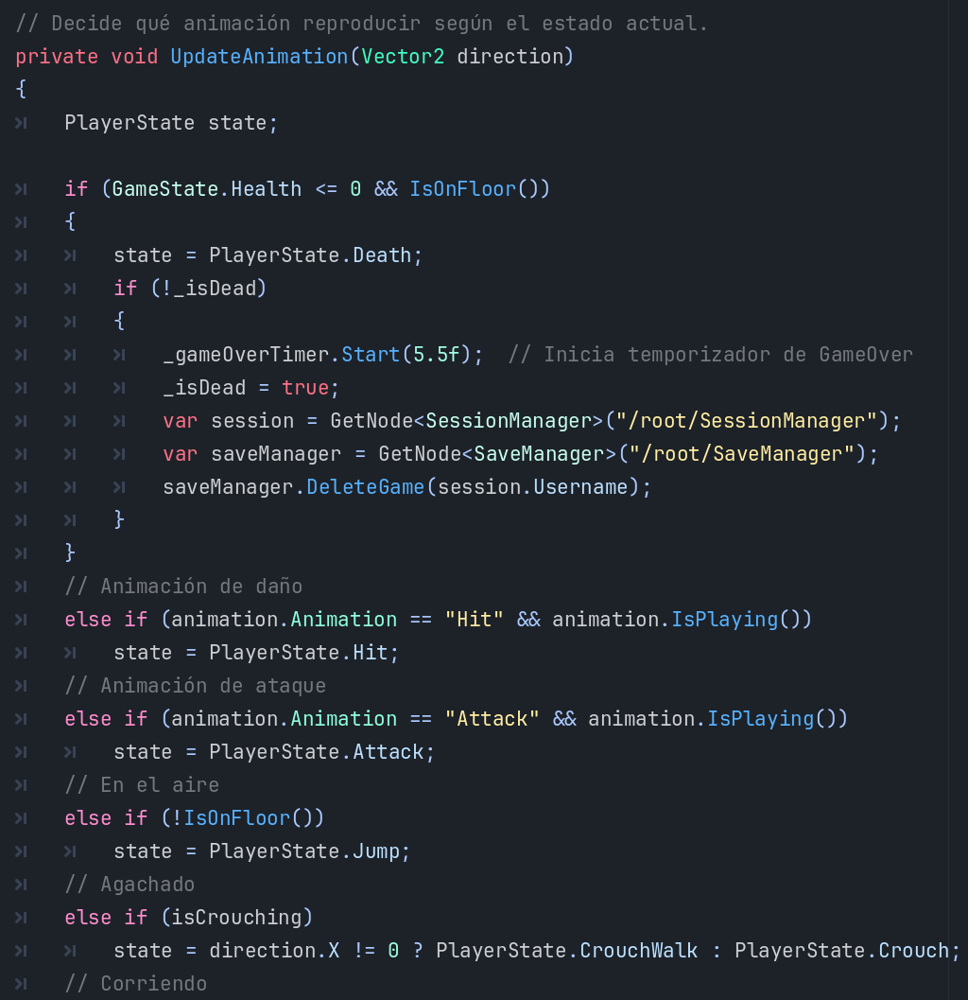 // Decide qué animación reproducir según el estado actual.
private void UpdateAnimation(Vector2 direction)
{
    PlayerState state;

    if (GameState.Health <= 0 && IsOnFloor())
    {
        state = PlayerState.Death;
        if (!_isDead)
        {
            _gameOverTimer.Start(5.5f);  // Inicia temporizador de GameOver
            _isDead = true;
            var session = GetNode<SessionManager>("/root/SessionManager");
            var saveManager = GetNode<SaveManager>("/root/SaveManager");
            saveManager.DeleteGame(session.Username);
        }
    }
    // Animación de daño
    else if (animation.Animation == "Hit" && animation.IsPlaying())
        state = PlayerState.Hit;
    // Animación de ataque
    else if (animation.Animation == "Attack" && animation.IsPlaying())
        state = PlayerState.Attack;
    // En el aire
    else if (!IsOnFloor())
        state = PlayerState.Jump;
    // Agachado
    else if (isCrouching)
        state = direction.X != 0 ? PlayerState.CrouchWalk : PlayerState.Crouch;
    // Corriendo